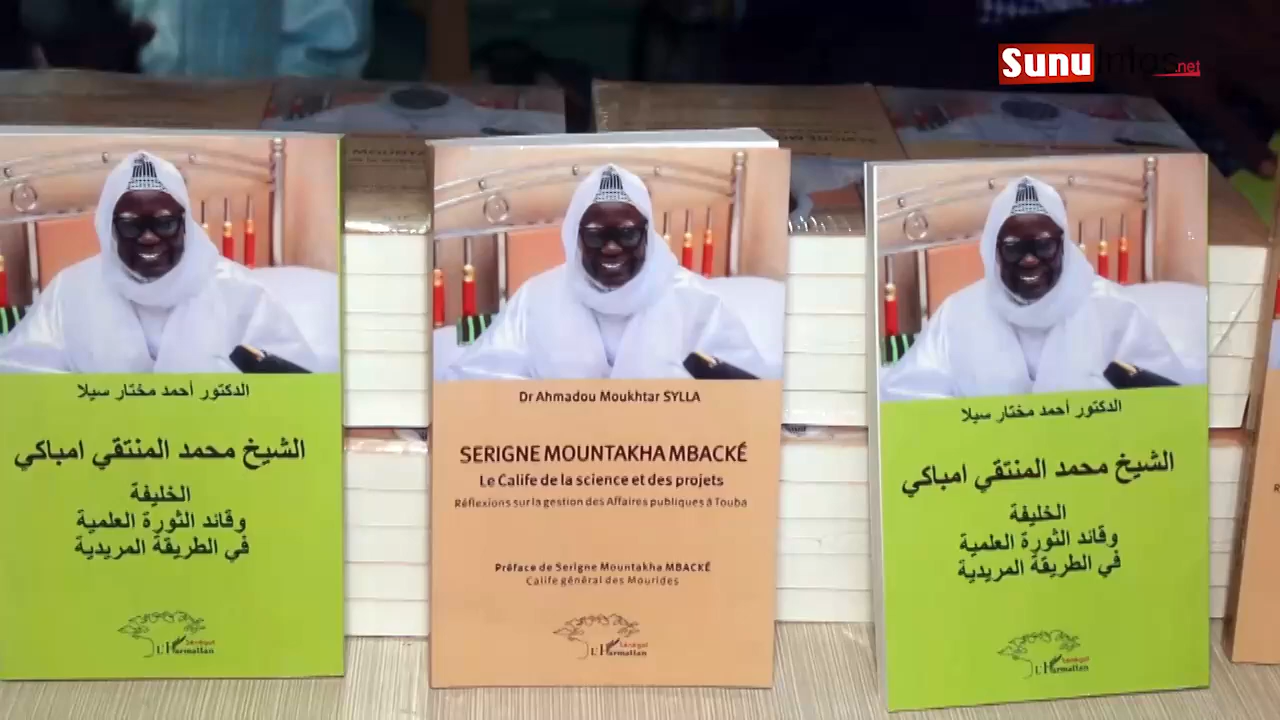 Sunu Infos.net
الدكتور أحمد مختار سيلا
الشيخ محمد المنتقي امباكي
الخليفة
وقائد الثورة العلمية
في الطريقة المريدية
Sénégal
L'Harmattan
Dr Ahmadou Moukhtar SYLLA
SERIGNE MOUNTAKHA MBACKÉ
Le Calife de la science et des projets
Réflexions sur la gestion des Affaires publiques à Touba
Préface de Serigne Mountakha MBACKÉ
Calife général des Mourides
Sénégal
L'Harmattan
الدكتور أحمد مختار سيلا
الشيخ محمد المنتقي امباكي
الخليفة
وقائد الثورة العلمية
في الطريقة المريدية
Sénégal
L'Harmattan